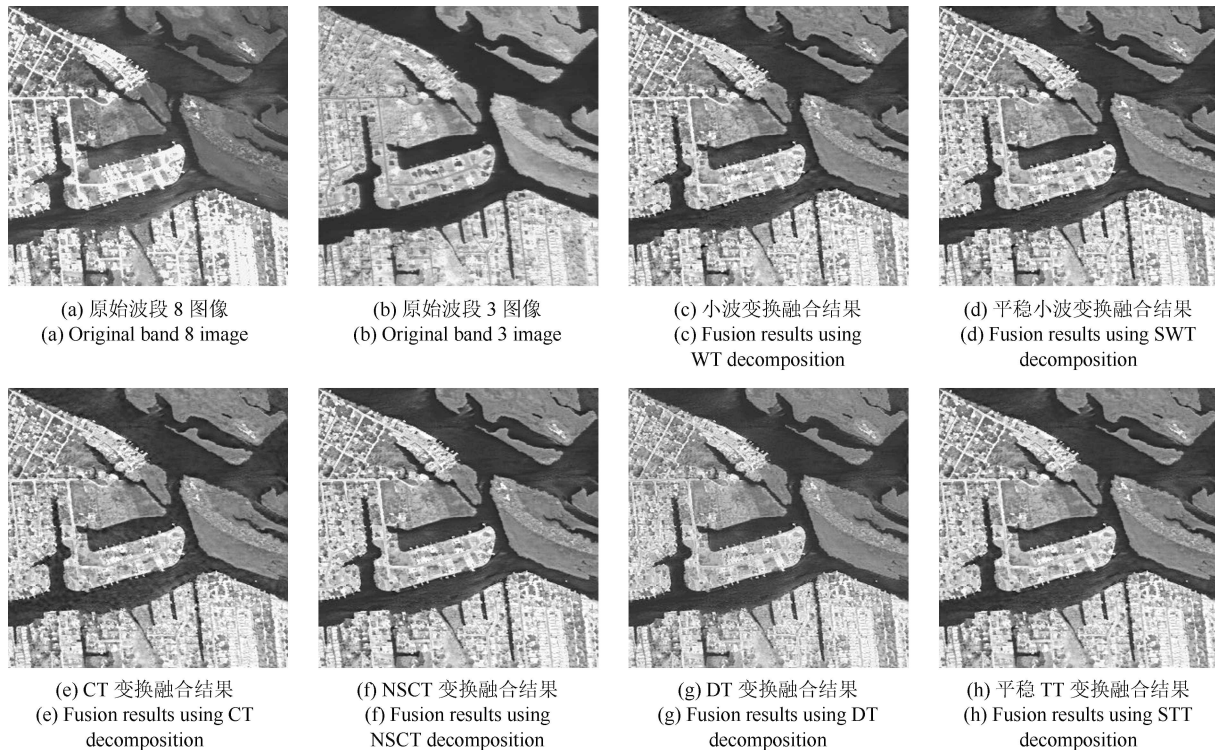 (a) 原始波段 8 图像
(a) Original band 8 image
(b) 原始波段 3 图像
(b) Original band 3 image
(c) 小波变换融合结果
(c) Fusion results using
WT decomposition
(d) 平稳小波变换融合结果
(d) Fusion results using SWT
decomposition
(e) CT 变换融合结果
(e) Fusion results using CT
decomposition
(f) NSCT 变换融合结果
(f) Fusion results using
NSCT decomposition
(g) DT 变换融合结果
(g) Fusion results using DT
decomposition
(h) 平稳 TT 变换融合结果
(h) Fusion results using STT
decomposition